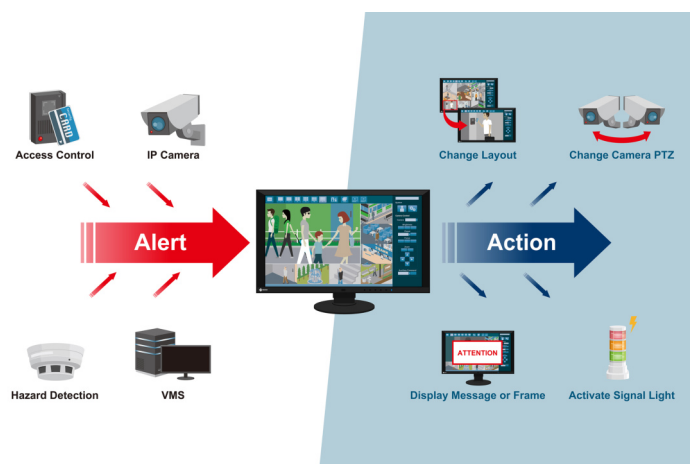 CARD
Access Control
IP Camera
Change Layout
Change Camera PTZ
Alert
Action
ATTENTION
Hazard Detection
VMS
Display Message or Frame
Activate Signal Light